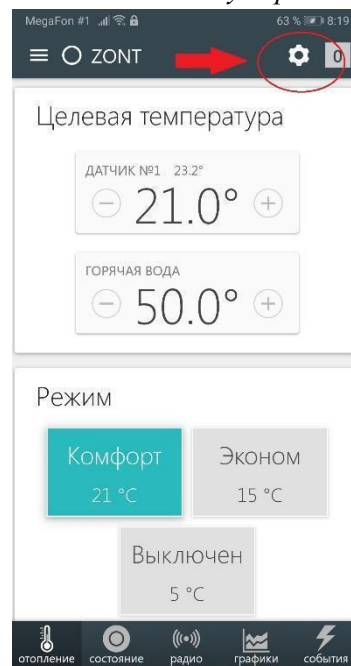 MegaFon #1 63 % 8:19
ZONT 0
Целевая температура
ДАТЧИК №1 23.2°
21.0°
ГОРЯЧАЯ ВОДА
50.0°
Режим
Комфорт Эконом
21 °C 15 °C
Выключен
5 °C
отопление состояние радио графики события